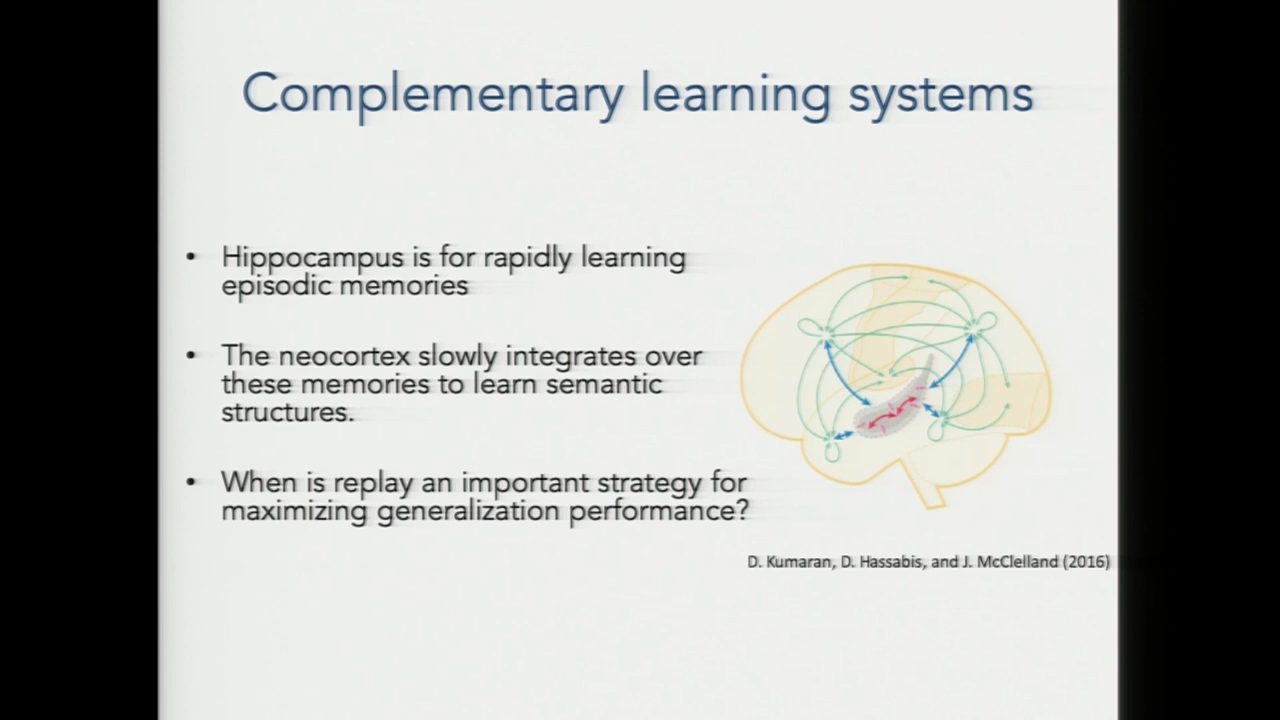 Complementary learning systems
• Hippocampus is for rapidly learning
episodic memories
• The neocortex slowly integrates over
these memories to learn semantic
structures.
• When is replay an important strategy for
maximizing generalization performance?
D. Kumaran, D. Hassabis, and J. McClelland (2016)